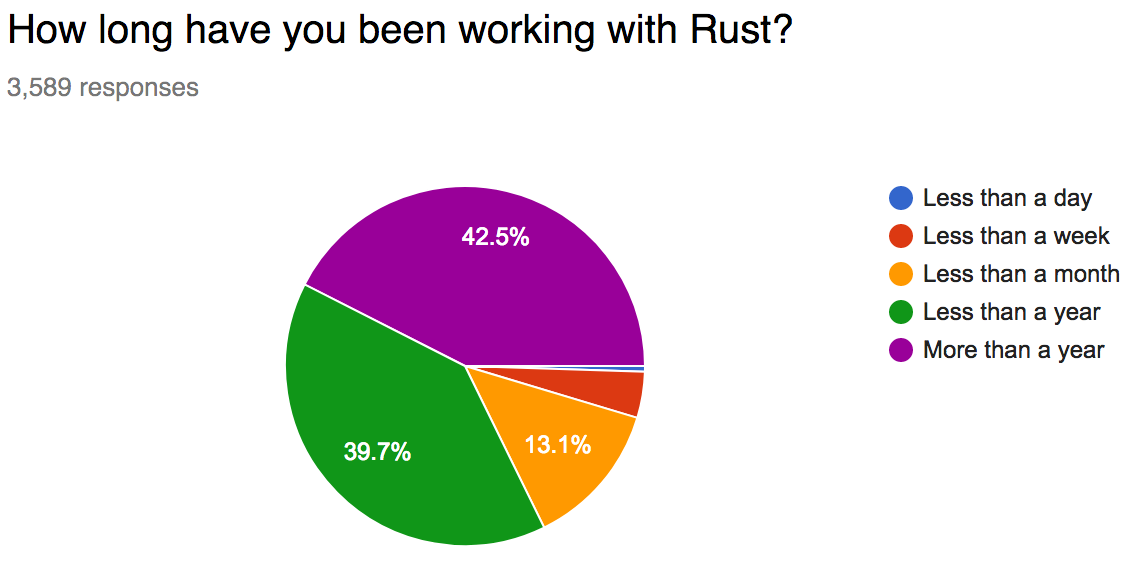 How long have you been working with Rust?
3,589 responses
42.5%
39.7%
13.1%
Less than a day
Less than a week
Less than a month
Less than a year
More than a year